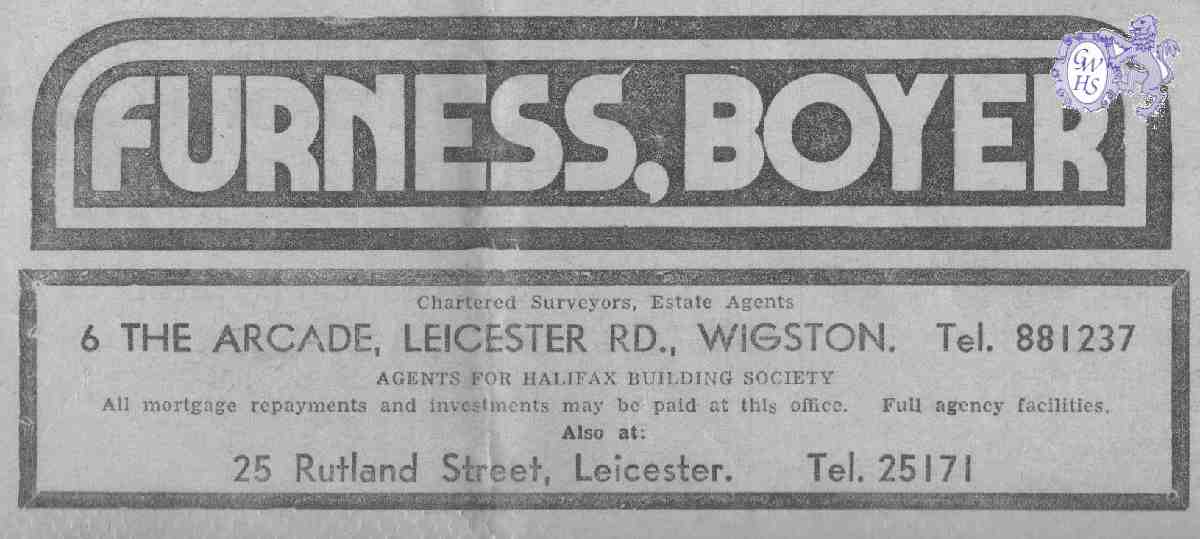 FURNESS, BOYER
GW
HS
Chartered Surveyors, Estate Agents
6 THE ARCADE, LEICESTER RD., WIGSTON. Tel. 881237
AGENTS FOR HALIFAX BUILDING SOCIETY
All mortgage repayments and investments may be paid at this office. Full agency facilities.
Also at:
25 Rutland Street, Leicester. Tel. 25171